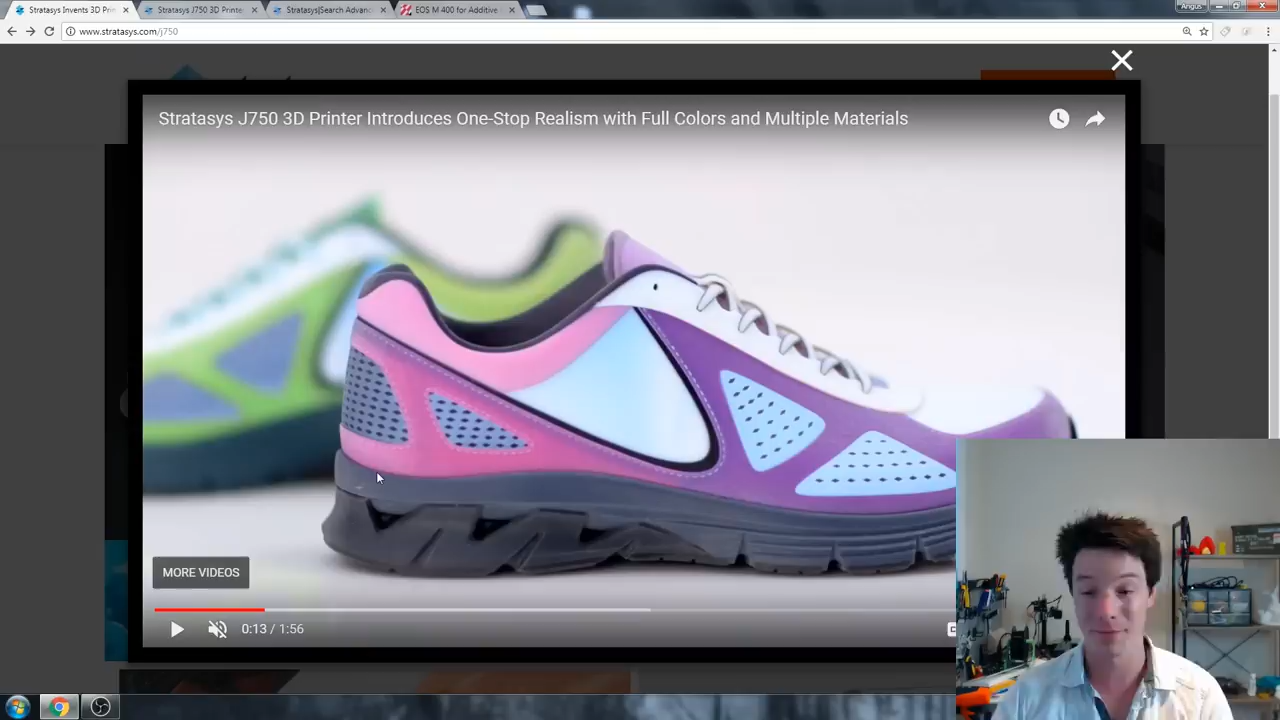 Stratasys Invents 3D Prin
Stratasys J750 3D Printe
Stratasys|Search Advanc
EOS M 400 for Additive
Angus
www.stratasys.com/j750
Stratasys J750 3D Printer Introduces One-Stop Realism with Full Colors and Multiple Materials
MORE VIDEOS
0:13 / 1:56